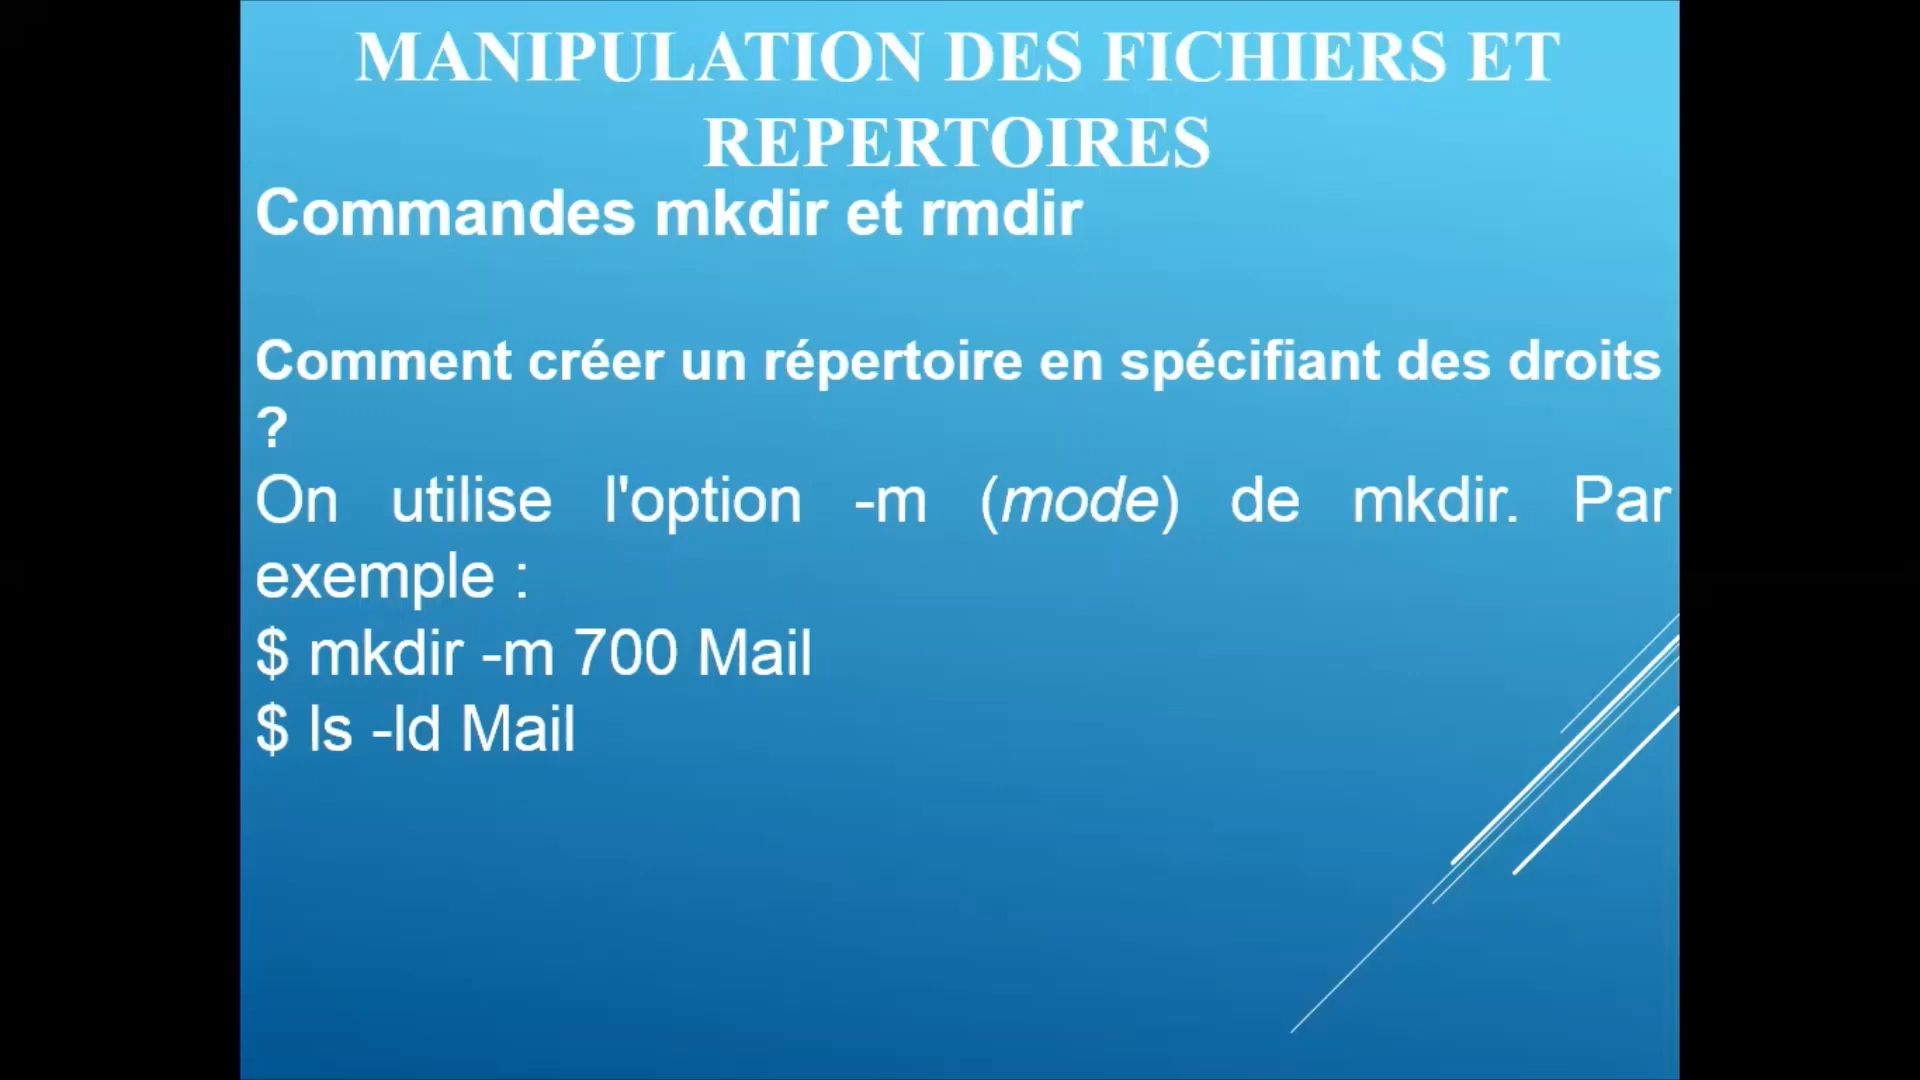 MANIPULATION DES FICHIERS ET
REPERTOIRES
Commandes mkdir et rmdir
Comment créer un répertoire en spécifiant des droits
?
On utilise l'option -m (mode) de mkdir. Par
exemple :
$ mkdir -m 700 Mail
$ ls -ld Mail